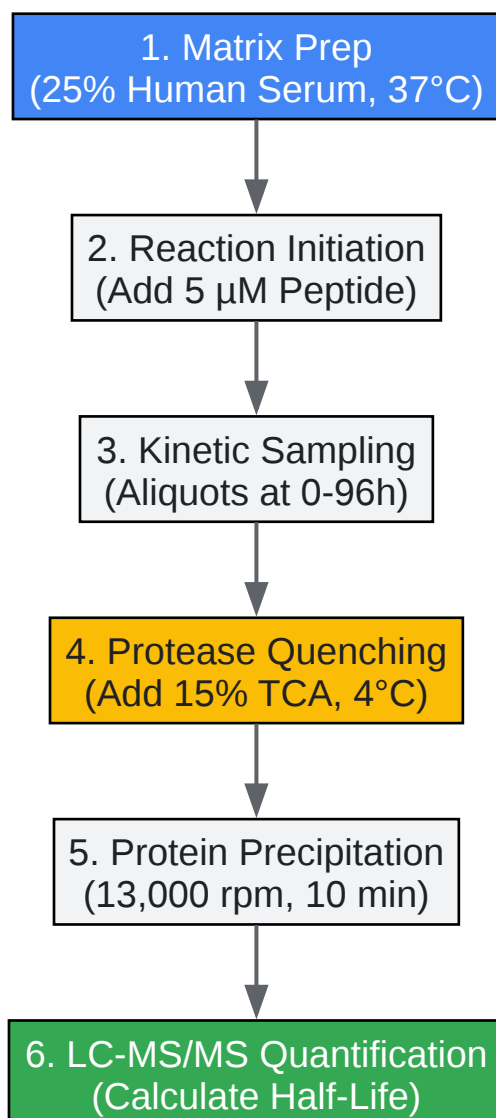 1. Matrix Prep
(25% Human Serum, 37°C)
2. Reaction Initiation
(Add 5 µM Peptide)
3. Kinetic Sampling
(Aliquots at 0-96h)
4. Protease Quenching
(Add 15% TCA, 4°C)
5. Protein Precipitation
(13,000 rpm, 10 min)
6. LC-MS/MS Quantification
(Calculate Half-Life)